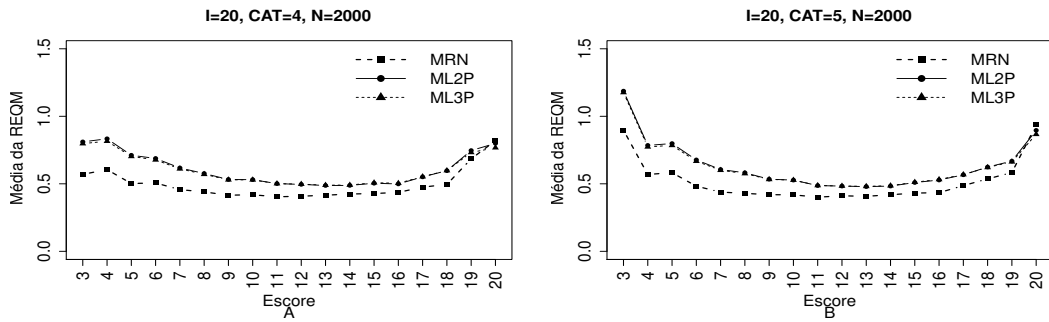 I=20, CAT=4, N=2000
Média da REQM
0.0
0.5
1.0
1.5
MRN
ML2P
ML3P
3 4 5 6 7 8 9 10 11 12 13 14 15 16 17 18 19 20
Escore
A
I=20, CAT=5, N=2000
Média da REQM
0.0
0.5
1.0
1.5
MRN
ML2P
ML3P
3 4 5 6 7 8 9 10 11 12 13 14 15 16 17 18 19 20
Escore
B